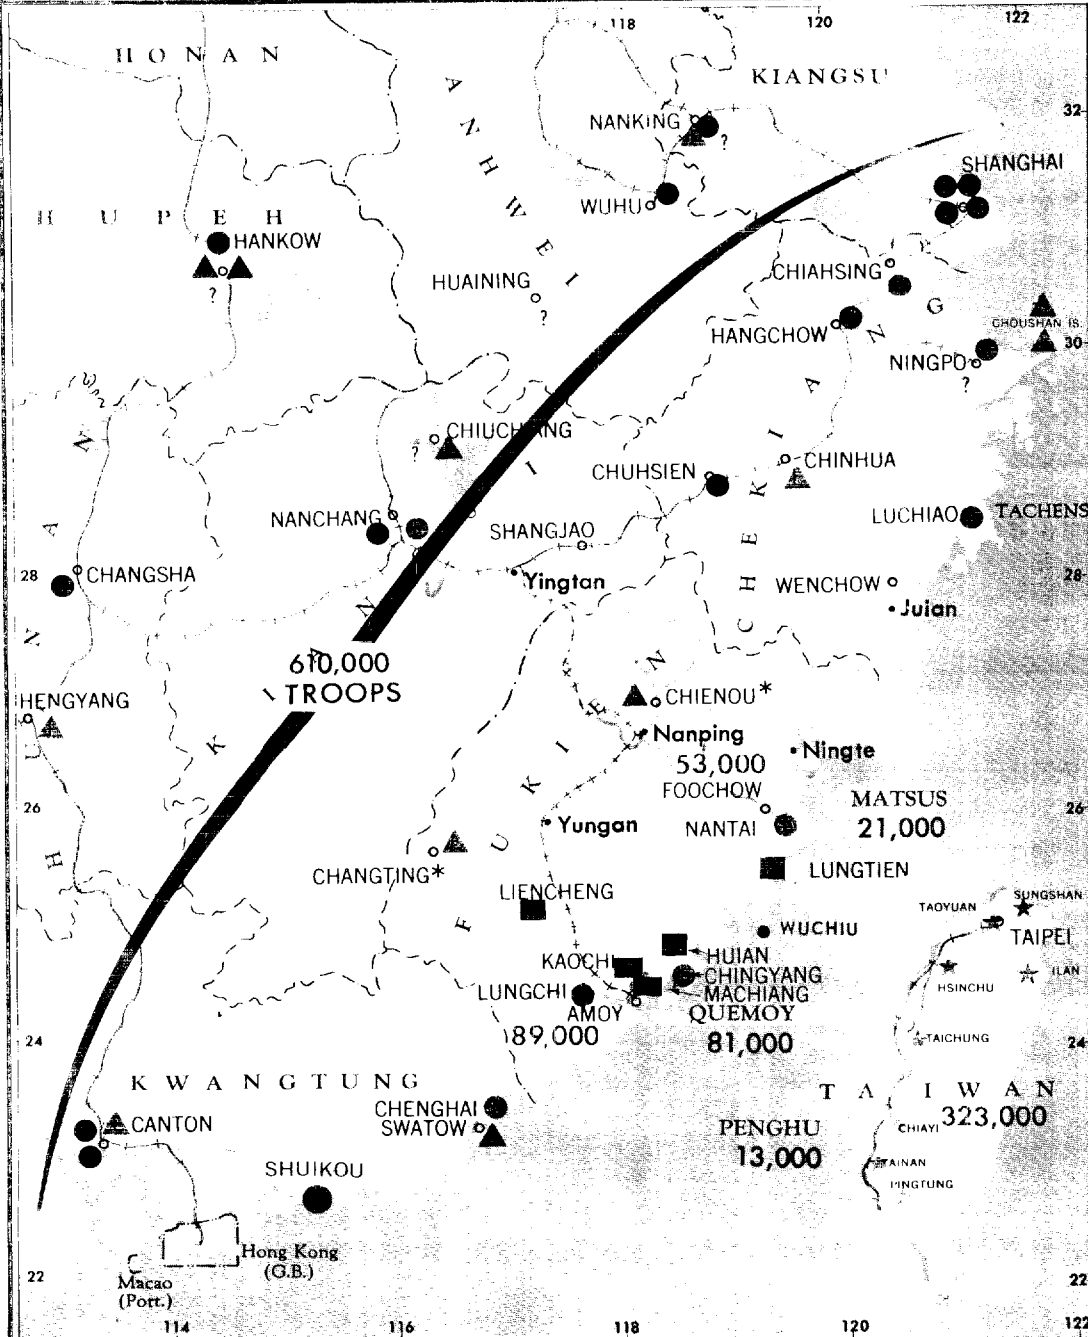 118 120 122
HONAN
KIANGSU
ANHWEI
32
NANKING
?
SHANGHAI
WUHU
HUPEH
HANKOW
?
CHIAHSING
HUAINING
?
CHOUSHAN IS.
HANGCHOW
30
NINGPO
?
CHEKIANG
CHIUCHIANG
?
CHUHSIEN
CHINHUA
NANCHANG
SHANGJAO
LUCHIAO
TACHENS
28
CHANGSHA
Yingtan
WENCHOW
28
Juian
HUNAN
KIANGSI
610,000
TROOPS
HENGYANG
CHIENOU*
Nanping
53,000
Ningte
FOOCHOW
26
MATSUS
26
21,000
NANTAI
Yungan
FUKIEN
CHANGTING*
LUNGTIEN
LIENCHENG
SUNGSHAN
TAOYUAN
TAIPEI
WUCHIU
HUIAN
KAOCHI
CHINGYANG
ILAN
HSINCHU
LUNGCHI
MACHIANG
AMOY
QUEMOY
89,000
81,000
24
TAICHUNG
24
KWANGTUNG
TAIWAN
323,000
CHENGHAI
SWATOW
CANTON
PENGHU
13,000
CHIAYI
TAINAN
PINGTUNG
SHUIKOU
Hong Kong
(G.B.)
22
Macao
(Port.)
22
114 116 118 120 122